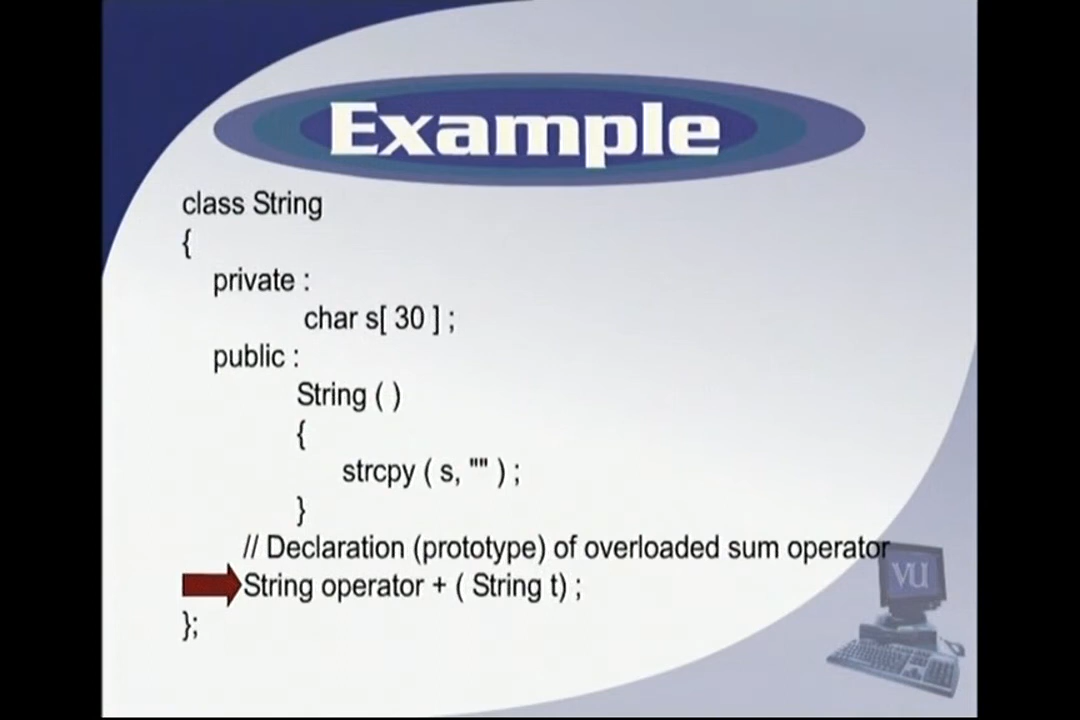 Example
class String
{
private :
char s[ 30 ] ;
public :
String ( )
{
strcpy ( s, "" ) ;
}
// Declaration (prototype) of overloaded sum operator
String operator + ( String t) ;
};
VU